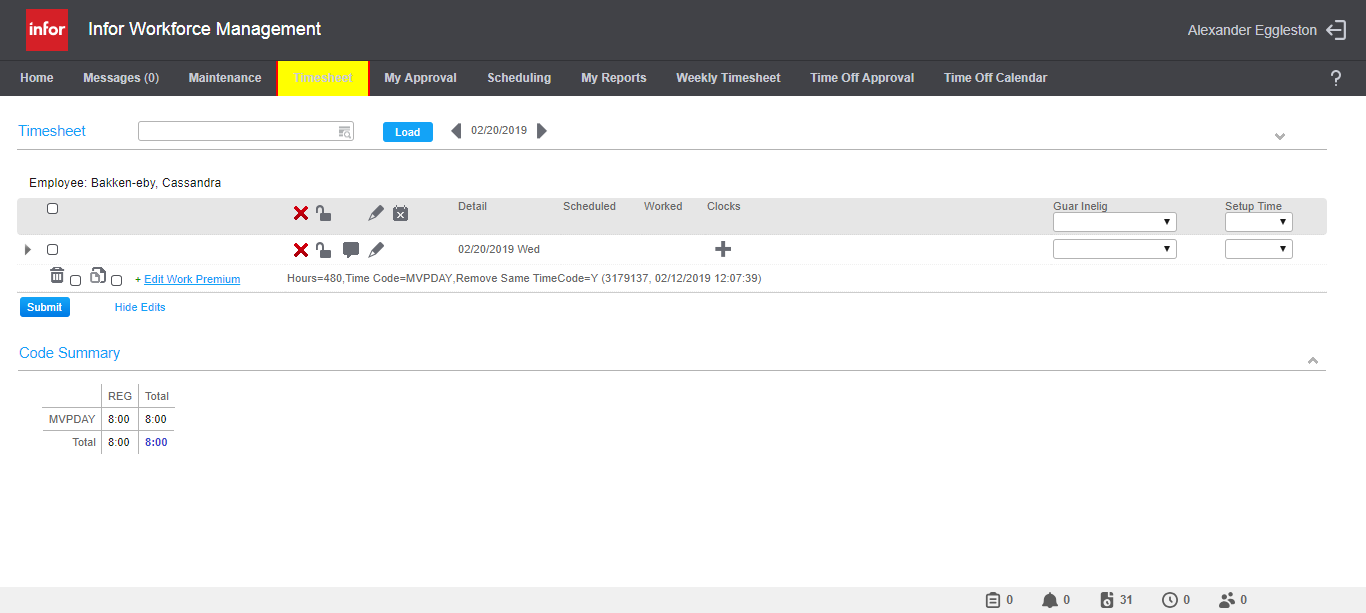 infor Infor Workforce Management Alexander Eggleston
Home Messages (0) Maintenance Timesheet My Approval Scheduling My Reports Weekly Timesheet Time Off Approval Time Off Calendar ?
Timesheet Load 02/20/2019
Employee: Bakken-eby, Cassandra
Detail Scheduled Worked Clocks Guar Inelig Setup Time
02/20/2019 Wed
+ Edit Work Premium Hours=480,Time Code=MVPDAY,Remove Same TimeCode=Y (3179137, 02/12/2019 12:07:39)
Submit Hide Edits
Code Summary
REG Total
MVPDAY 8:00 8:00
Total 8:00 8:00
0 0 31 0 0